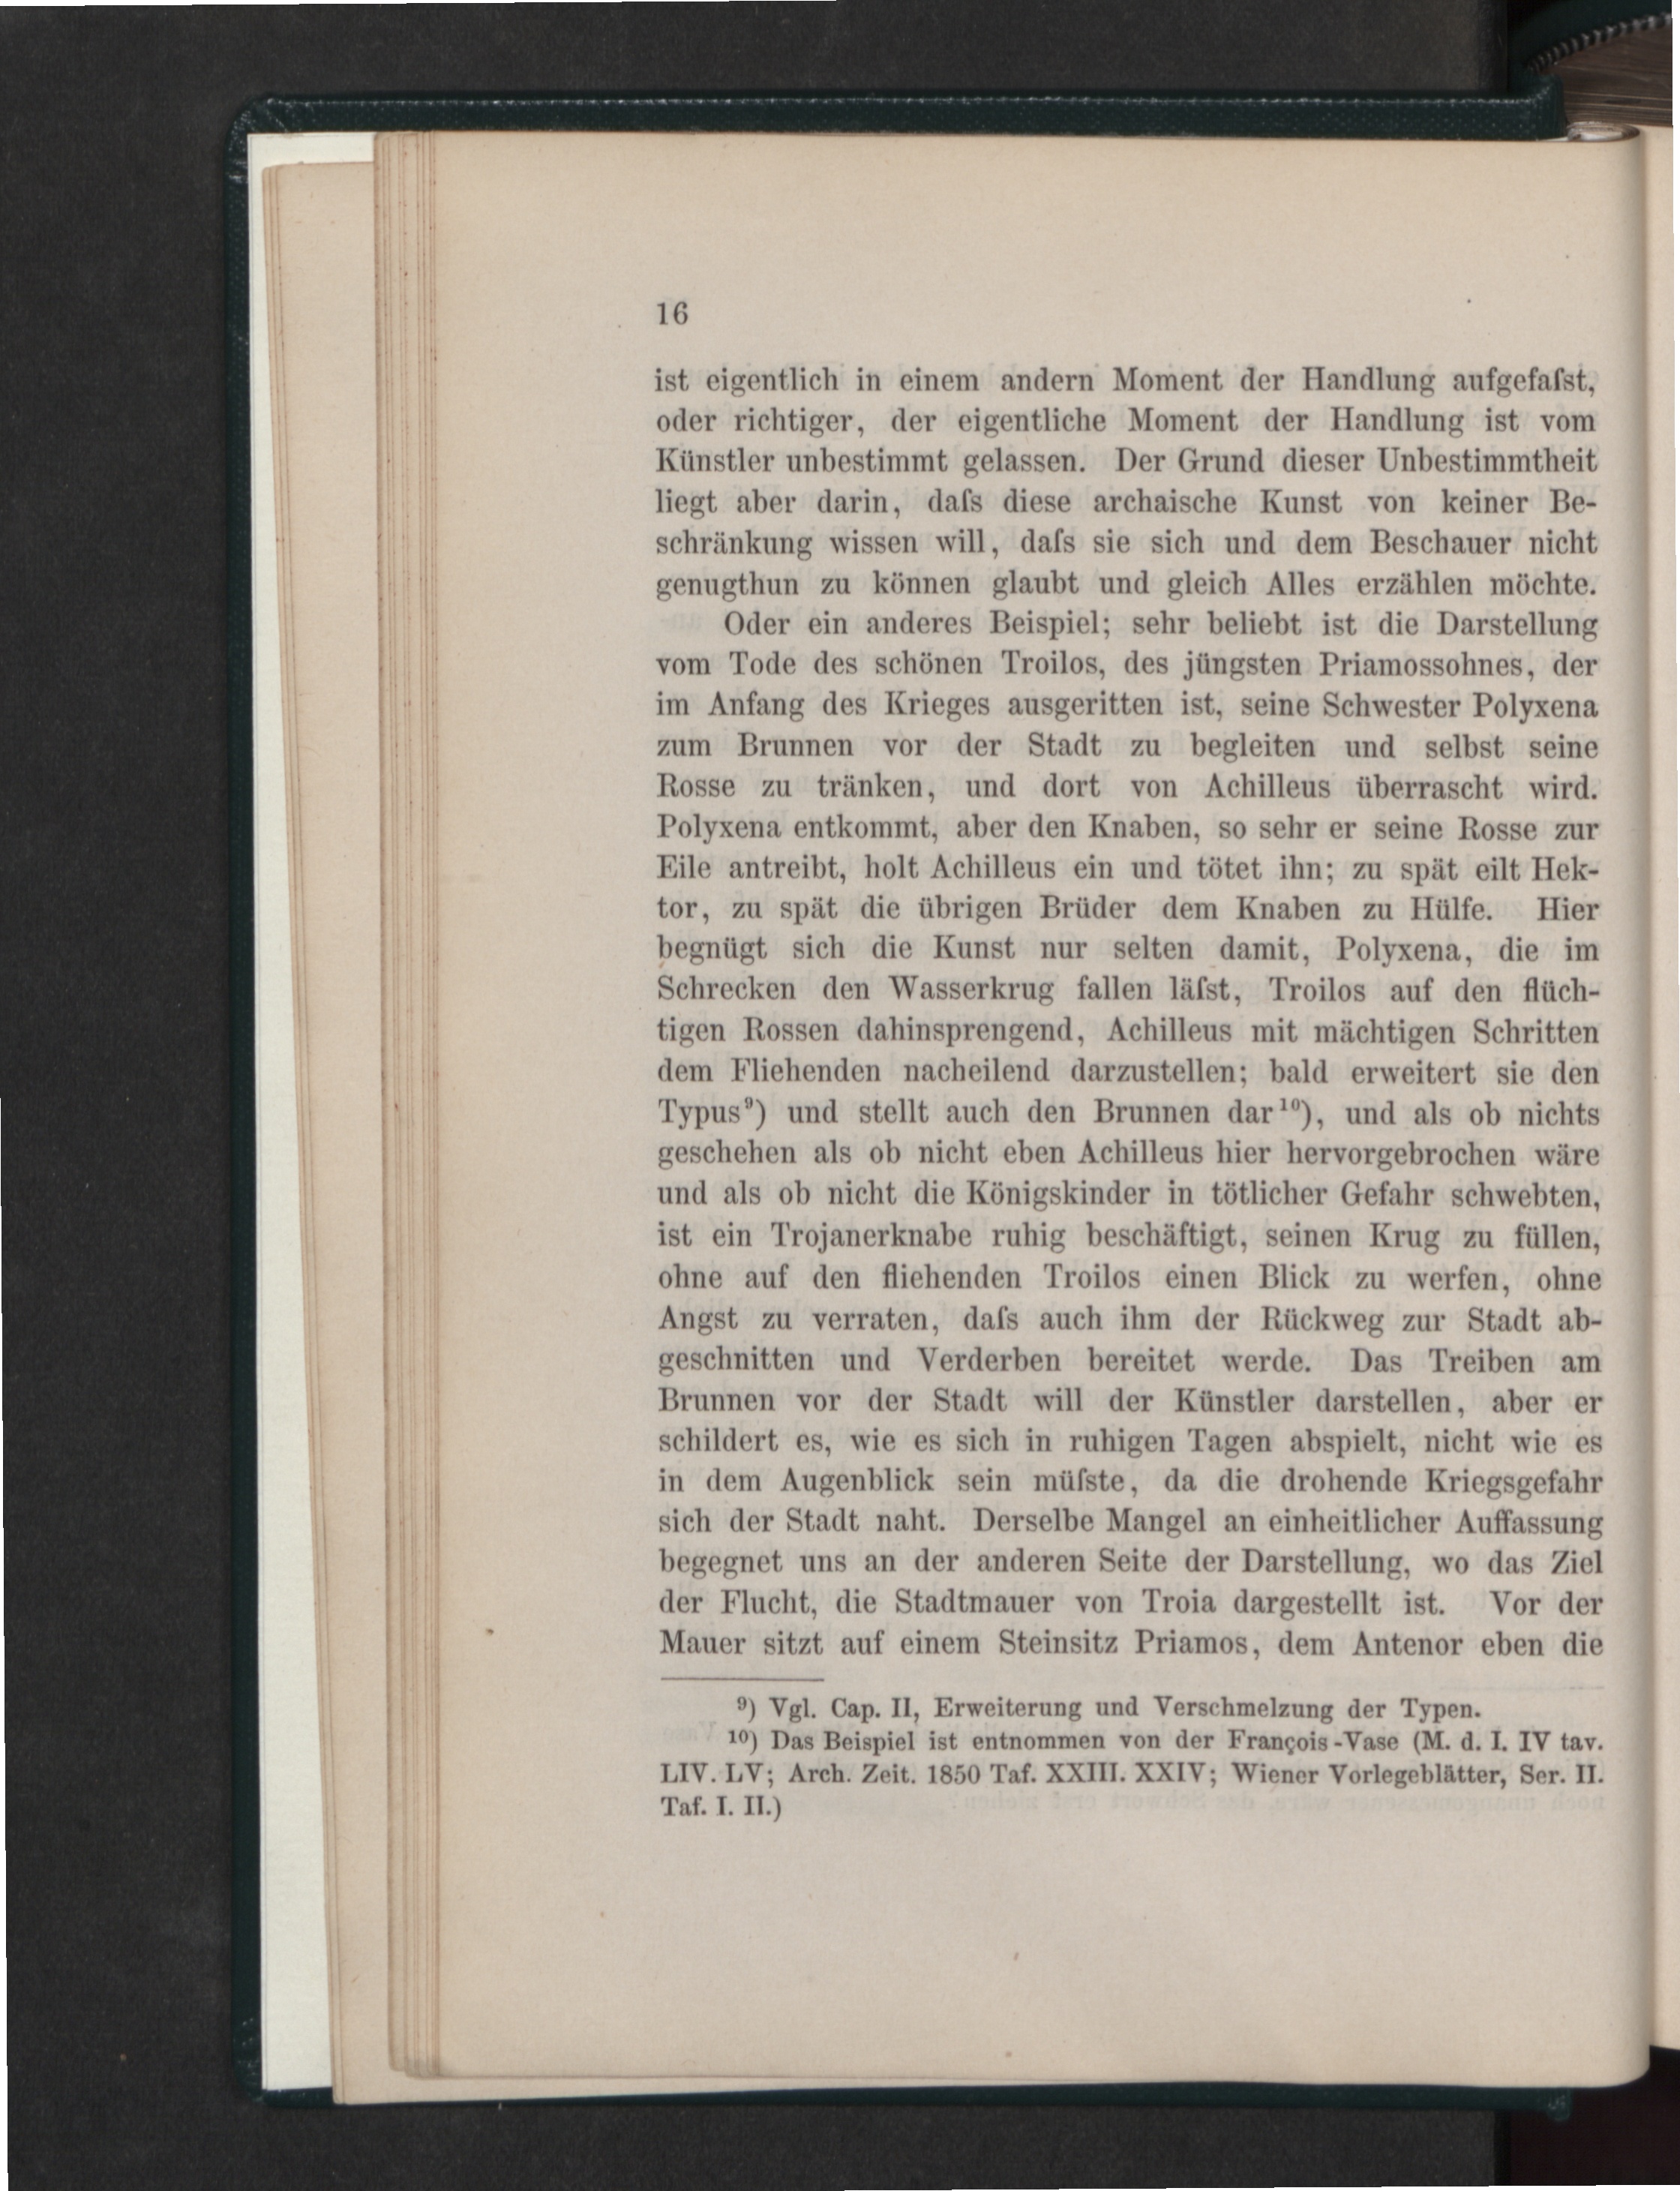 16
ist eigentlich in einem andern Moment der Handlung aufgefaſst,
oder richtiger, der eigentliche Moment der Handlung ist vom
Künstler unbestimmt gelassen. Der Grund dieser Unbestimmtheit
liegt aber darin, daſs diese archaische Kunst von keiner Be-
schränkung wissen will, daſs sie sich und dem Beschauer nicht
genugthun zu können glaubt und gleich Alles erzählen möchte.
Oder ein anderes Beispiel; sehr beliebt ist die Darstellung
vom Tode des schönen Troilos, des jüngsten Priamossohnes, der
im Anfang des Krieges ausgeritten ist, seine Schwester Polyxena
zum Brunnen vor der Stadt zu begleiten und selbst seine
Rosse zu tränken, und dort von Achilleus überrascht wird.
Polyxena entkommt, aber den Knaben, so sehr er seine Rosse zur
Eile antreibt, holt Achilleus ein und tötet ihn; zu spät eilt Hek-
tor, zu spät die übrigen Brüder dem Knaben zu Hülfe. Hier
begnügt sich die Kunst nur selten damit, Polyxena, die im
Schrecken den Wasserkrug fallen läſst, Troilos auf den flüch-
tigen Rossen dahinsprengend, Achilleus mit mächtigen Schritten
dem Fliehenden nacheilend darzustellen; bald erweitert sie den
Typus⁹) und stellt auch den Brunnen dar¹⁰), und als ob nichts
geschehen als ob nicht eben Achilleus hier hervorgebrochen wäre
und als ob nicht die Königskinder in tötlicher Gefahr schwebten,
ist ein Trojanerknabe ruhig beschäftigt, seinen Krug zu füllen,
ohne auf den fliehenden Troilos einen Blick zu werfen, ohne
Angst zu verraten, daſs auch ihm der Rückweg zur Stadt ab-
geschnitten und Verderben bereitet werde. Das Treiben am
Brunnen vor der Stadt will der Künstler darstellen, aber er
schildert es, wie es sich in ruhigen Tagen abspielt, nicht wie es
in dem Augenblick sein müſste, da die drohende Kriegsgefahr
sich der Stadt naht. Derselbe Mangel an einheitlicher Auffassung
begegnet uns an der anderen Seite der Darstellung, wo das Ziel
der Flucht, die Stadtmauer von Troia dargestellt ist. Vor der
Mauer sitzt auf einem Steinsitz Priamos, dem Antenor eben die
⁹) Vgl. Cap. II, Erweiterung und Verschmelzung der Typen.
¹⁰) Das Beispiel ist entnommen von der François-Vase (M. d. I. IV tav.
LIV. LV; Arch. Zeit. 1850 Taf. XXIII. XXIV; Wiener Vorlegeblätter, Ser. II.
Taf. I. II.)